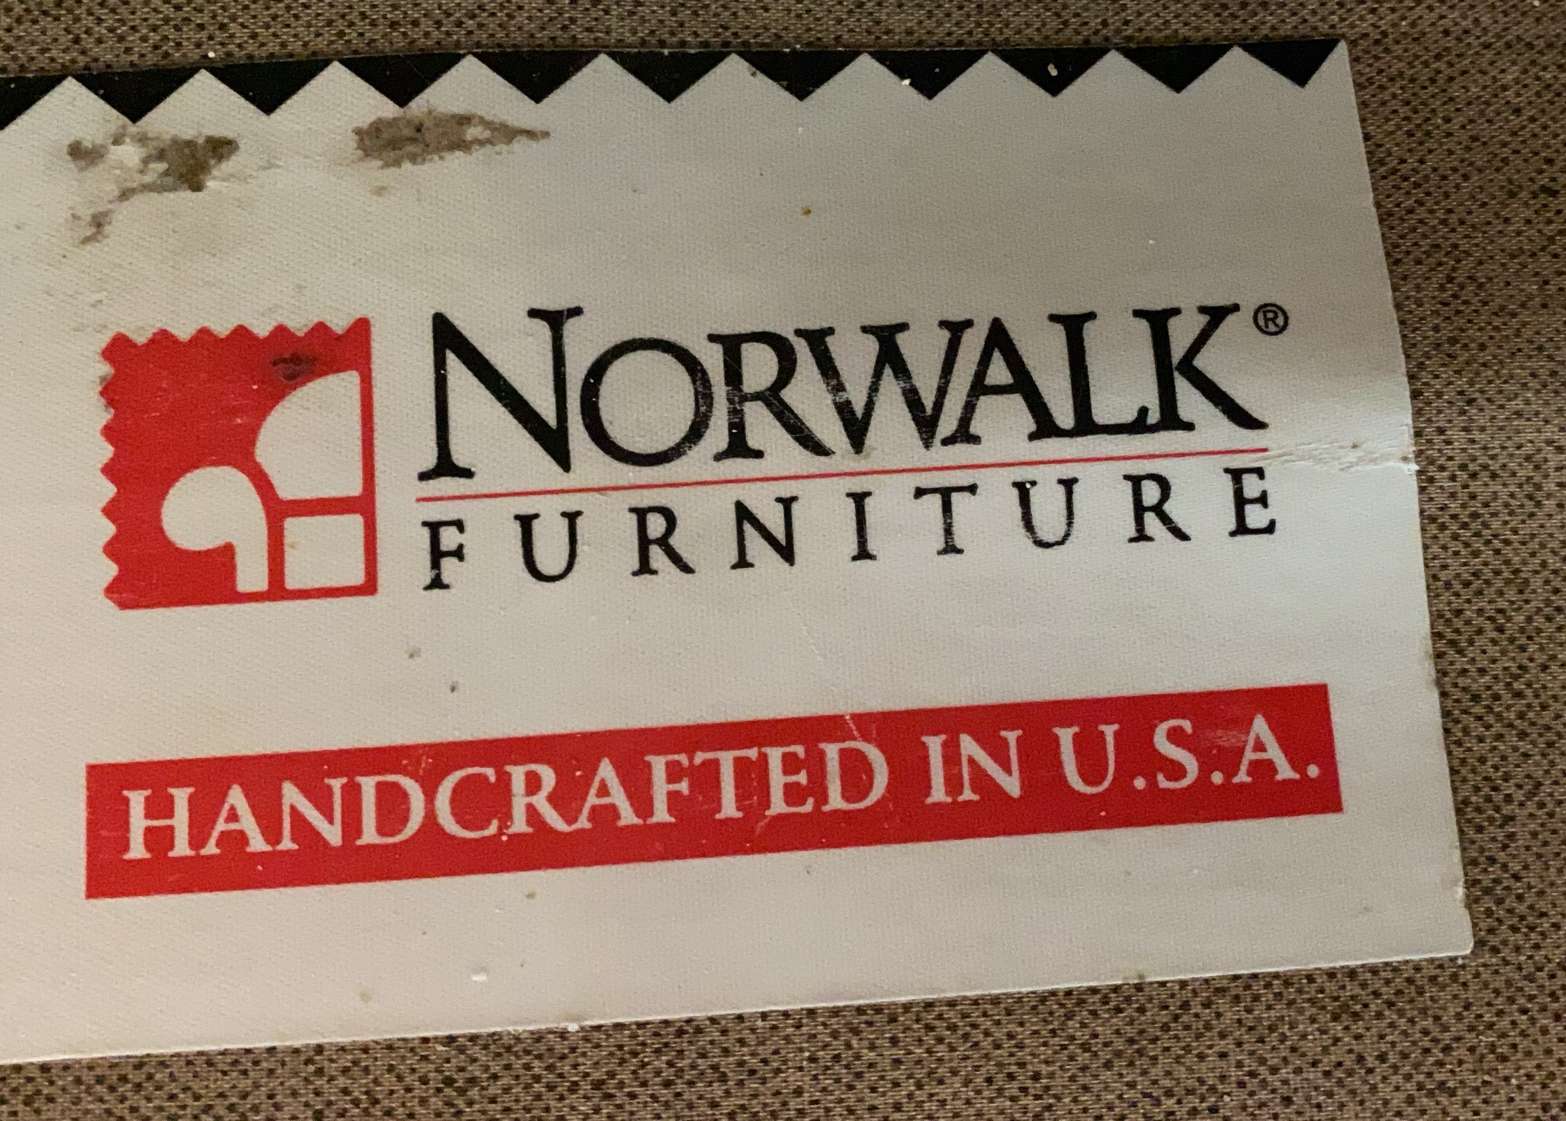 NORWALK®
FURNITURE
HANDCRAFTED IN U.S.A.